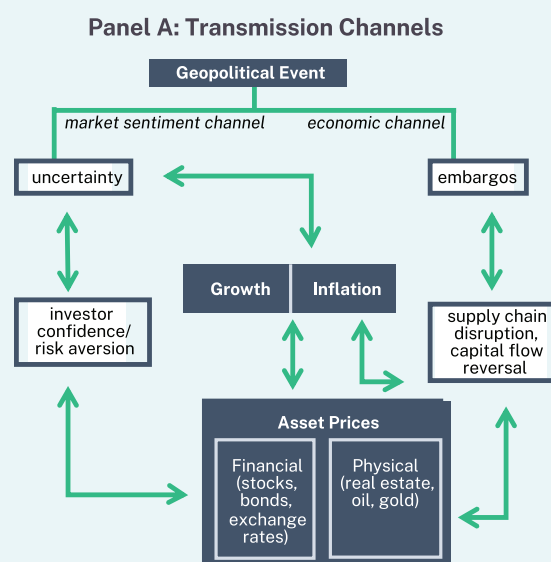 Panel A: Transmission Channels
Geopolitical Event
market sentiment channel
economic channel
uncertainty
embargos
Growth
Inflation
investor
confidence/
risk aversion
supply chain
disruption,
capital flow
reversal
Asset Prices
Financial
(stocks,
bonds,
exchange
rates)
Physical
(real estate,
oil, gold)